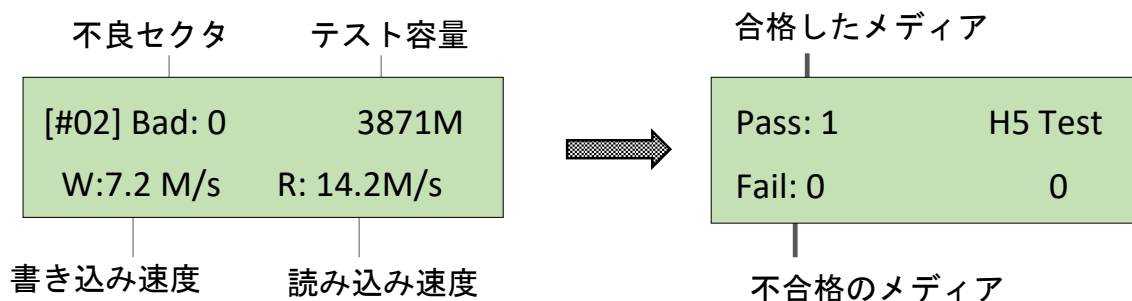 不良セクタ
テスト容量
[#02] Bad: 0 3871M
W:7.2 M/s R: 14.2M/s
書き込み速度
読み込み速度
合格したメディア
Pass: 1 H5 Test
Fail: 0 0
不合格のメディア